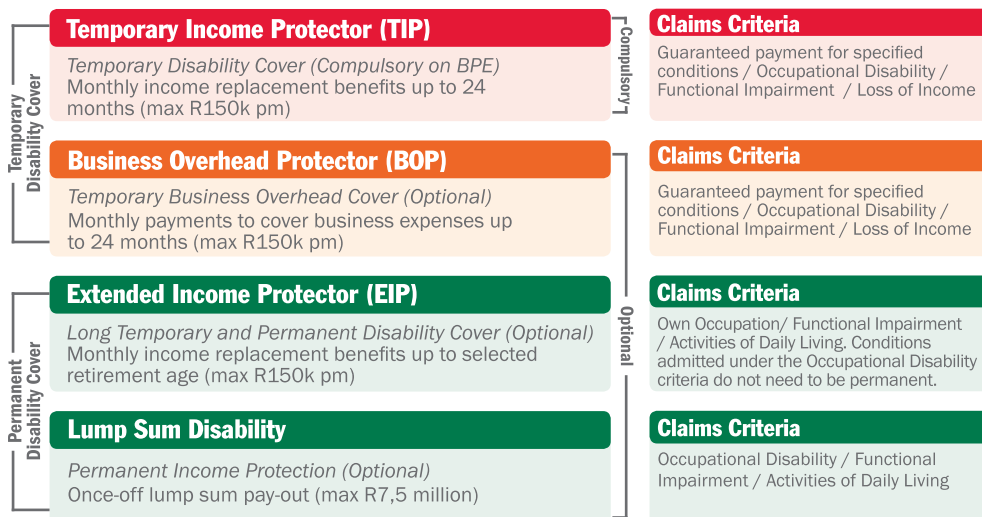 Temporary
Disability Cover
Temporary Income Protector (TIP)
Temporary Disability Cover (Compulsory on BPE)
Monthly income replacement benefits up to 24
months (max R150k pm)
Compulsory
Claims Criteria
Guaranteed payment for specified
conditions / Occupational Disability /
Functional Impairment / Loss of Income
Business Overhead Protector (BOP)
Temporary Business Overhead Cover (Optional)
Monthly payments to cover business expenses up
to 24 months (max R150k pm)
Claims Criteria
Guaranteed payment for specified
conditions / Occupational Disability /
Functional Impairment / Loss of Income
Optional
Permanent
Disability Cover
Extended Income Protector (EIP)
Long Temporary and Permanent Disability Cover (Optional)
Monthly income replacement benefits up to selected
retirement age (max R150k pm)
Claims Criteria
Own Occupation/ Functional Impairment
/ Activities of Daily Living. Conditions
admitted under the Occupational Disability
criteria do not need to be permanent.
Lump Sum Disability
Permanent Income Protection (Optional)
Once-off lump sum pay-out (max R7,5 million)
Claims Criteria
Occupational Disability / Functional
Impairment / Activities of Daily Living